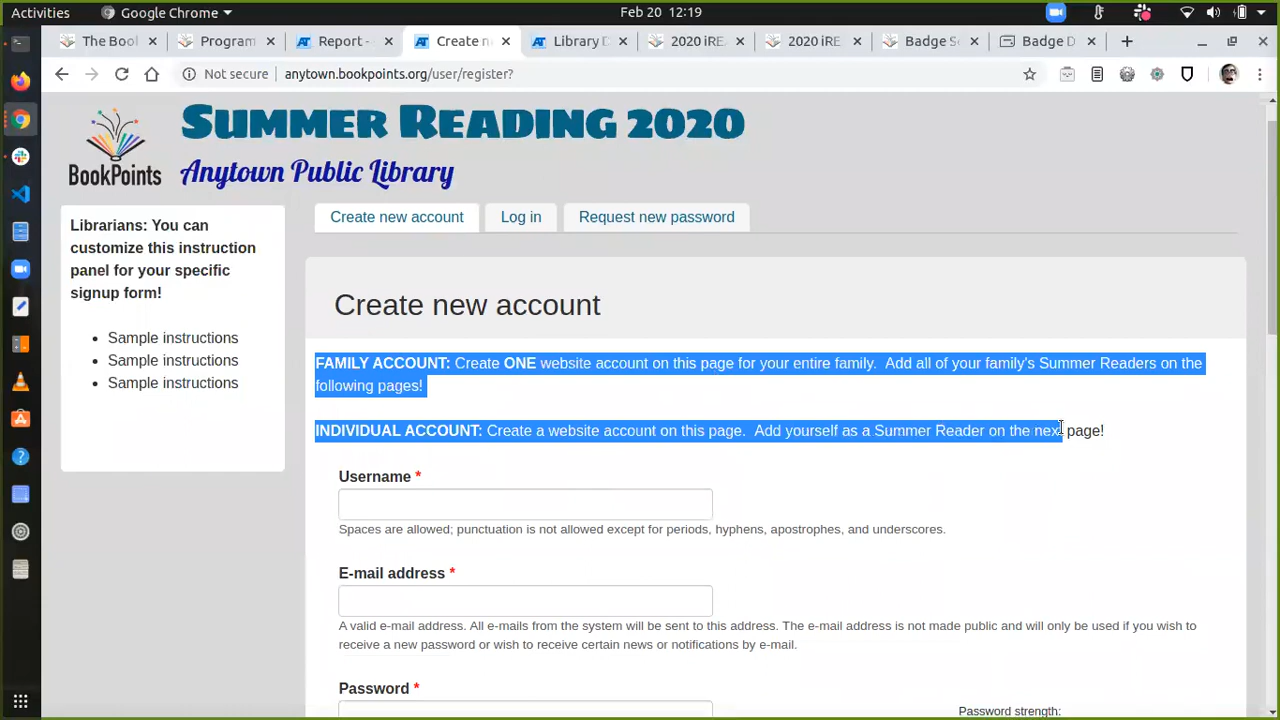 Activities
Google Chrome
Feb 20 12:19
The Bool
Program
Report -
Create n
Library D
2020 iRE
2020 iRE
Badge S
Badge D
Not secure
anytown.bookpoints.org/user/register?
BookPoints
SUMMER READING 2020
Anytown Public Library
Create new account
Log in
Request new password
Librarians: You can
customize this instruction
panel for your specific
signup form!
Sample instructions
Sample instructions
Sample instructions
Create new account
FAMILY ACCOUNT: Create ONE website account on this page for your entire family. Add all of your family's Summer Readers on the
following pages!
INDIVIDUAL ACCOUNT: Create a website account on this page. Add yourself as a Summer Reader on the next page!
Username *
Spaces are allowed; punctuation is not allowed except for periods, hyphens, apostrophes, and underscores.
E-mail address *
A valid e-mail address. All e-mails from the system will be sent to this address. The e-mail address is not made public and will only be used if you wish to
receive a new password or wish to receive certain news or notifications by e-mail.
Password *
Password strength: